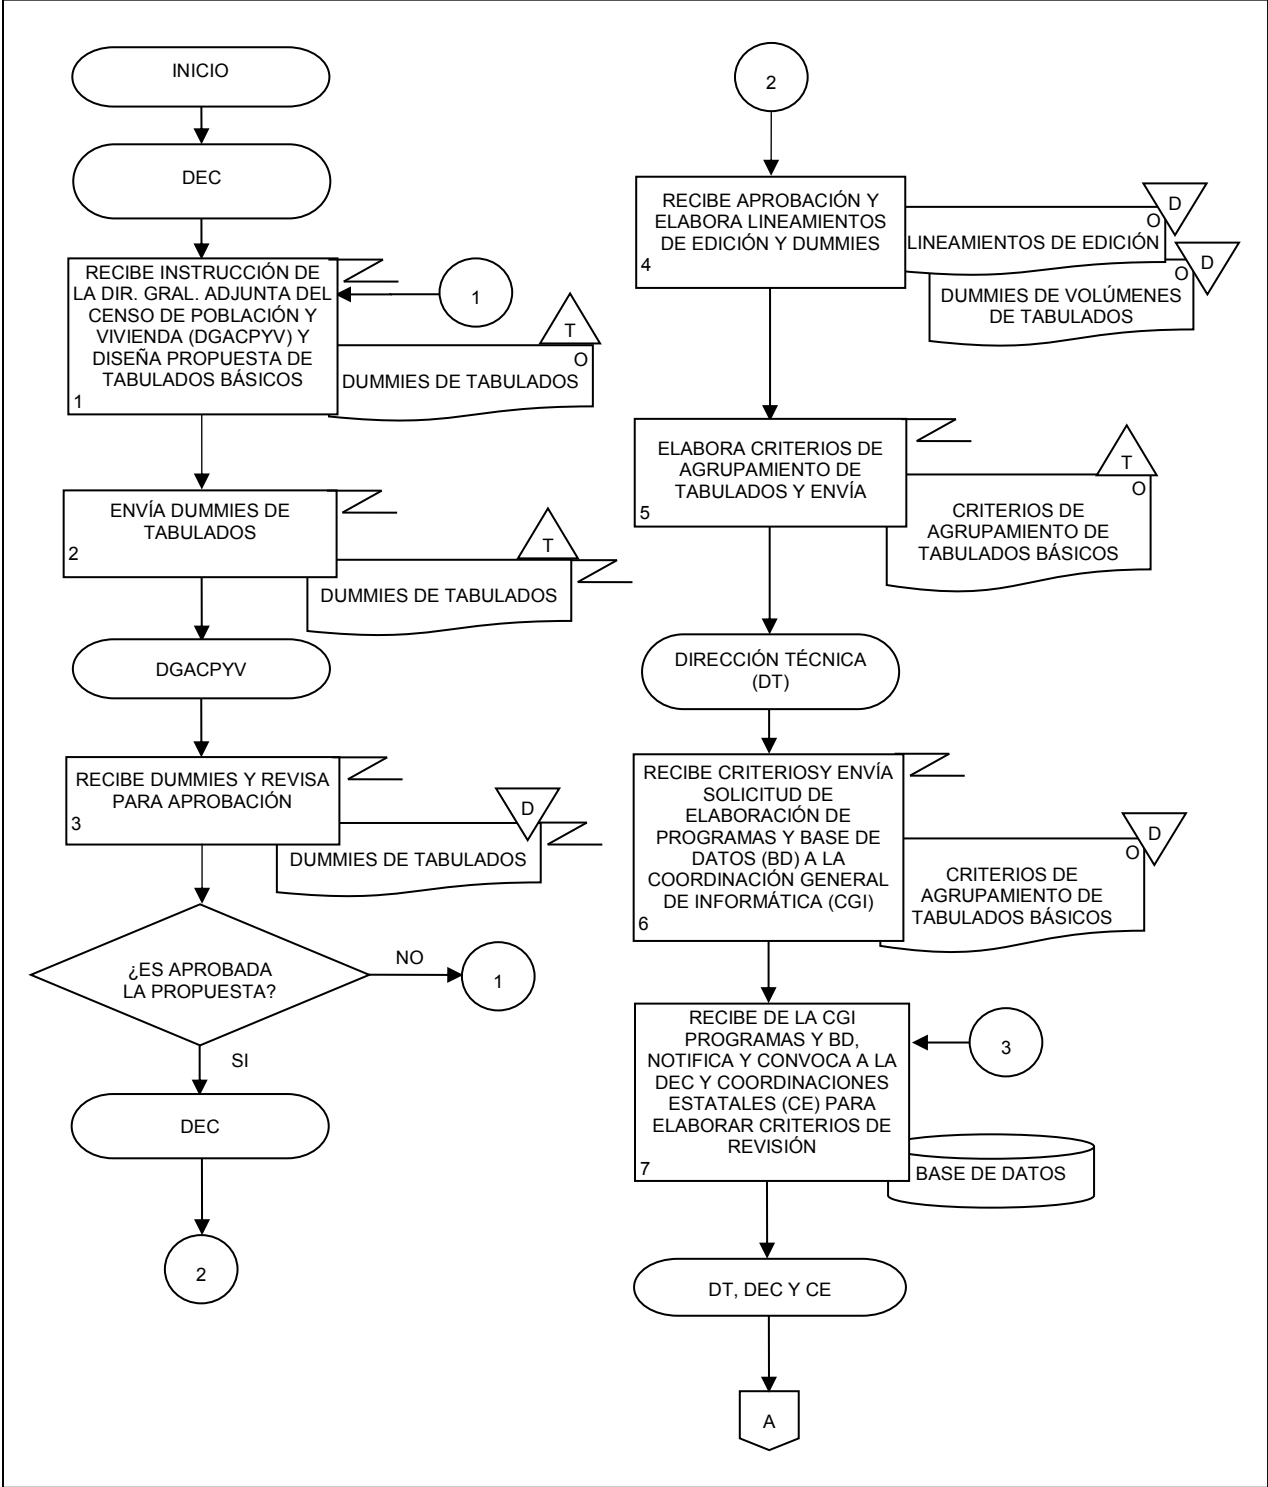 INICIO
DEC
RECIBE INSTRUCCIÓN DE
LA DIR. GRAL. ADJUNTA DEL
CENSO DE POBLACIÓN Y
VIVIENDA (DGACPYV) Y
DISEÑA PROPUESTA DE
TABULADOS BÁSICOS
1
1
T
O
DUMMIES DE TABULADOS
ENVÍA DUMMIES DE
TABULADOS
2
T
DUMMIES DE TABULADOS
DGACPYV
RECIBE DUMMIES Y REVISA
PARA APROBACIÓN
3
D
DUMMIES DE TABULADOS
¿ES APROBADA
LA PROPUESTA?
NO
1
SI
DEC
2
2
RECIBE APROBACIÓN Y
ELABORA LINEAMIENTOS
DE EDICIÓN Y DUMMIES
4
D
O
LINEAMIENTOS DE EDICIÓN
D
O
DUMMIES DE VOLÚMENES
DE TABULADOS
ELABORA CRITERIOS DE
AGRUPAMIENTO DE
TABULADOS Y ENVÍA
5
T
O
CRITERIOS DE
AGRUPAMIENTO DE
TABULADOS BÁSICOS
DIRECCIÓN TÉCNICA
(DT)
RECIBE CRITERIOSY ENVÍA
SOLICITUD DE
ELABORACIÓN DE
PROGRAMAS Y BASE DE
DATOS (BD) A LA
COORDINACIÓN GENERAL
DE INFORMÁTICA (CGI)
6
D
O
CRITERIOS DE
AGRUPAMIENTO DE
TABULADOS BÁSICOS
RECIBE DE LA CGI
PROGRAMAS Y BD,
NOTIFICA Y CONVOCA A LA
DEC Y COORDINACIONES
ESTATALES (CE) PARA
ELABORAR CRITERIOS DE
REVISIÓN
7
3
BASE DE DATOS
DT, DEC Y CE
A